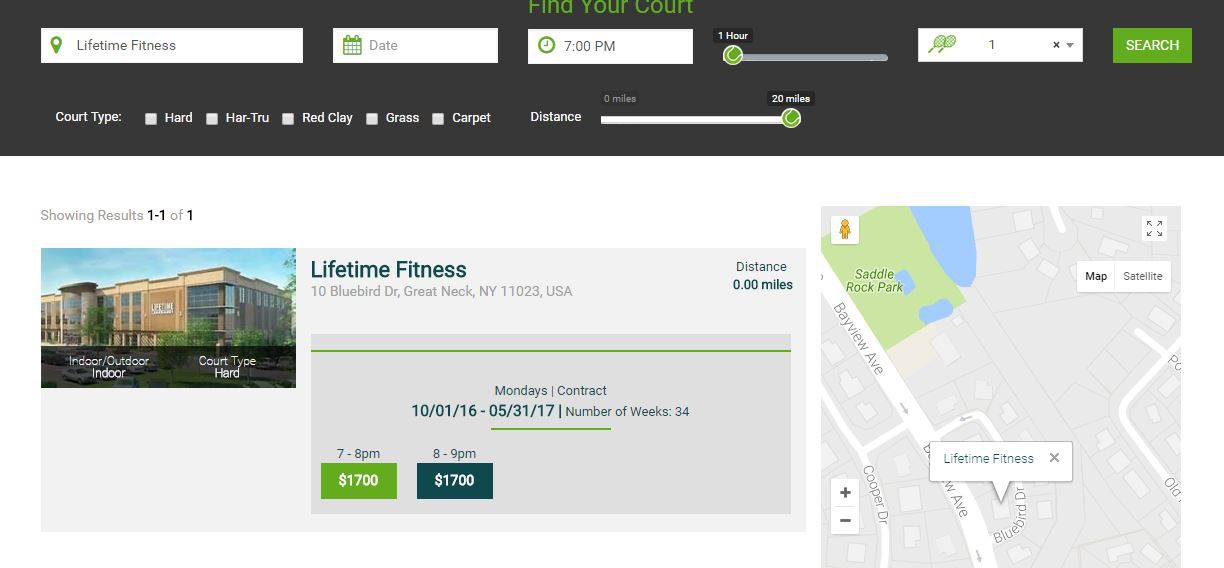 Find Your Court
Lifetime Fitness
Date
7:00 PM
1 Hour
1
×
SEARCH
Court Type:
Hard
Har-Tru
Red Clay
Grass
Carpet
Distance
0 miles
20 miles
Showing Results 1-1 of 1
LIFETIME
Indoor/Outdoor
Indoor
Court Type
Hard
Lifetime Fitness
10 Bluebird Dr, Great Neck, NY 11023, USA
Distance
0.00 miles
Mondays | Contract
10/01/16 - 05/31/17 | Number of Weeks: 34
7 - 8pm
$1700
8 - 9pm
$1700
Map
Satellite
Saddle
Rock Park
Bayview Ave
Lifetime Fitness
Cooper Dr
Bluebird Dr
Old
+
−